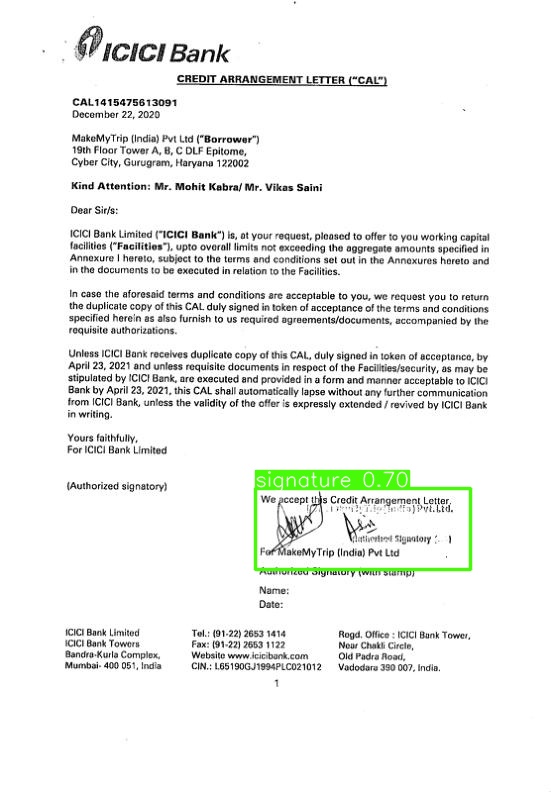 ICICI Bank
CREDIT ARRANGEMENT LETTER ("CAL")
CAL1415475613091
December 22, 2020
MakeMyTrip (India) Pvt Ltd ("Borrower")
19th Floor Tower A, B, C DLF Epitome,
Cyber City, Gurugram, Haryana 122002
Kind Attention: Mr. Mohit Kabra/ Mr. Vikas Saini
Dear Sir/s:
ICICI Bank Limited ("ICICI Bank") is, at your request, pleased to offer to you working capital
facilities ("Facilities"), upto overall limits not exceeding the aggregate amounts specified in
Annexure I hereto, subject to the terms and conditions set out in the Annexures hereto and
in the documents to be executed in relation to the Facilities.
In case the aforesaid terms and conditions are acceptable to you, we request you to return
the duplicate copy of this CAL duly signed in token of acceptance of the terms and conditions
specified herein as also furnish to us required agreements/documents, accompanied by the
requisite authorizations.
Unless ICICI Bank receives duplicate copy of this CAL, duly signed in token of acceptance, by
April 23, 2021 and unless requisite documents in respect of the Facilities/security, as may be
stipulated by ICICI Bank, are executed and provided in a form and manner acceptable to ICICI
Bank by April 23, 2021, this CAL shall automatically lapse without any further communication
from ICICI Bank, unless the validity of the offer is expressly extended / revived by ICICI Bank
in writing.
Yours faithfully,
For ICICI Bank Limited
(Authorized signatory)
signature 0.70
We accept this Credit Arrangement Letter.
(India) Pvt. Ltd.
(Authorised Signatory
For MakeMyTrip (India) Pvt Ltd
Authorized Signatory (with stamp)
Name:
Date:
ICICI Bank Limited
ICICI Bank Towers
Bandra-Kurla Complex,
Mumbai- 400 051, India
Tel.: (91-22) 2653 1414
Fax: (91-22) 2653 1122
Website www.icicibank.com
CIN.: L65190GJ1994PLC021012
Regd. Office : ICICI Bank Tower,
Near Chakli Circle,
Old Padra Road,
Vadodara 390 007, India.
1